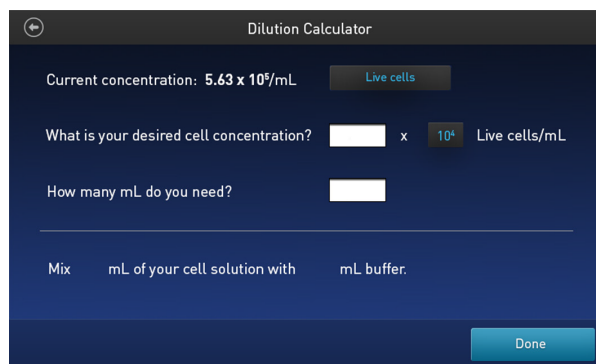 Dilution Calculator
Current concentration: 5.63 x 10⁵/mL Live cells
What is your desired cell concentration? x 10⁴ Live cells/mL
How many mL do you need?
Mix mL of your cell solution with mL buffer.
Done